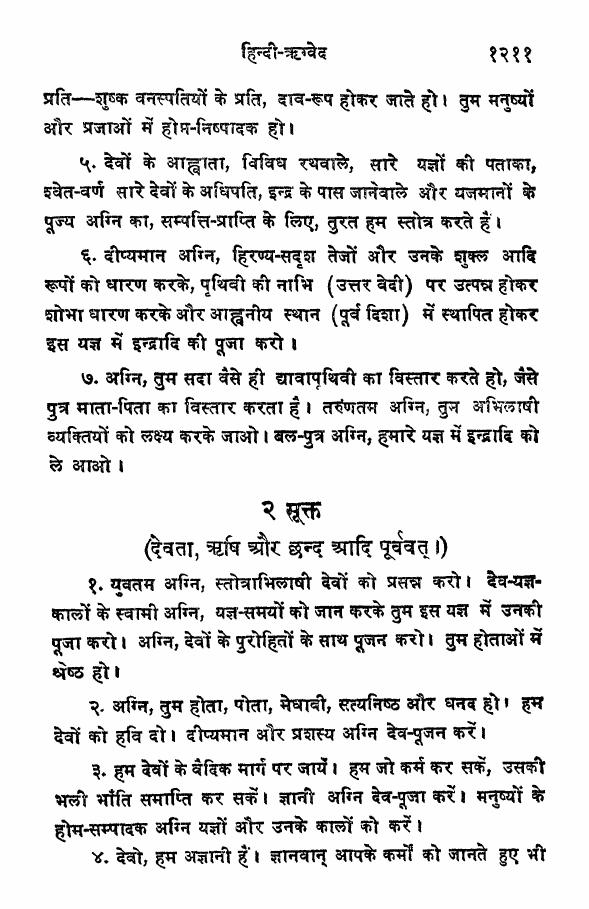 हिन्दी-ऋग्वेद १२११
प्रति—शुष्क वनस्पतियों के प्रति, दाव-रूप होकर जाते हो। तुम मनुष्यों
और प्रजाओं में होम-निष्पादक हो।
५. देवों के आह्वाता, विविध रथवाले, सारे यज्ञों की पताका,
श्वेत-वर्ण सारे देवों के अधिपति, इन्द्र के पास जानेवाले और यजमानों के
पूज्य अग्नि का, सम्पत्ति-प्राप्ति के लिए, तुरत हम स्तोत्र करते हैं।
६. दीप्यमान अग्नि, हिरण्य-सदृश तेजों और उनके शुक्ल आदि
रूपों को धारण करके, पृथिवी की नाभि (उत्तर वेदी) पर उत्पन्न होकर
शोभा धारण करके और आह्वनीय स्थान (पूर्व दिशा) में स्थापित होकर
इस यज्ञ में इन्द्रादि की पूजा करो।
७. अग्नि, तुम सदा वैसे ही द्यावापृथिवी का विस्तार करते हो, जैसे
पुत्र माता-पिता का विस्तार करता है। तरुणतम अग्नि, तुम अभिलाषी
व्यक्तियों को लक्ष्य करके जाओ। बल-पुत्र अग्नि, हमारे यज्ञ में इन्द्रादि को
ले आओ।
२ सूक्त
(देवता, ऋषि और छन्द आदि पूर्ववत्।)
१. युवतम अग्नि, स्तोत्राभिलाषी देवों को प्रसन्न करो। देव-यज्ञ-
कालों के स्वामी अग्नि, यज्ञ-समयों को जान करके तुम इस यज्ञ में उनकी
पूजा करो। अग्नि, देवों के पुरोहितों के साथ पूजन करो। तुम होताओं में
श्रेष्ठ हो।
२. अग्नि, तुम होता, पोता, मेधावी, सत्यनिष्ठ और धनद हो। हम
देवों को हवि दो। दीप्यमान और प्रशस्य अग्नि देव-पूजन करें।
३. हम देवों के वैदिक मार्ग पर जायें। हम जो कर्म कर सकें, उसकी
भली भाँति समाप्ति कर सकें। ज्ञानी अग्नि देव-पूजा करें। मनुष्यों के
होम-सम्पादक अग्नि यज्ञों और उनके कालों को करें।
४. देवो, हम अज्ञानी हैं। ज्ञानवान् आपके कर्मों को जानते हुए भी